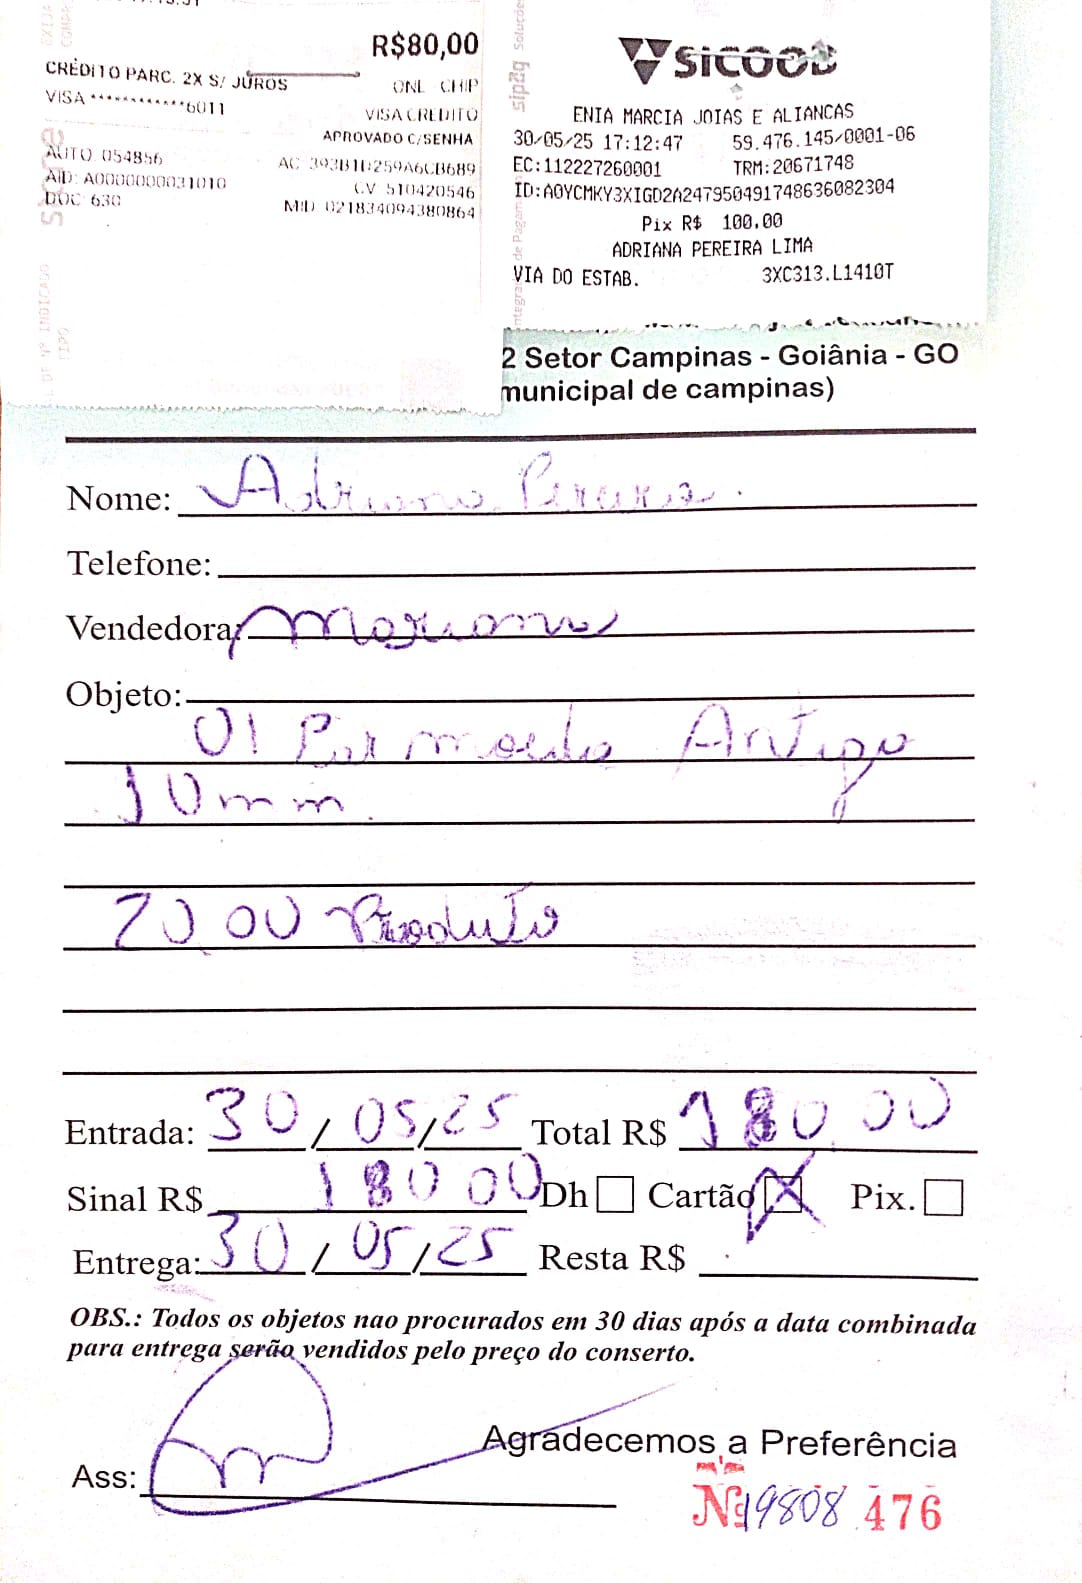 R$80,00
CRÉDITO PARC. 2X S/ JUROS
ONL CHIP
VISA ************6011
VISA CREDITO
APROVADO C/SENHA
AUTO 054856
AC 393B1B259A6CB689
AID: A0000000031010
CV 510420546
DOC 630
MID 021834094380864
SICOOB
ENIA MARCIA JOIAS E ALIANCAS
30/05/25 17:12:47 59.476.145/0001-06
EC:112227260001 TRM:20671748
ID:A0YCMKY3XIGD2A247950491748636082304
Pix R$ 100,00
ADRIANA PEREIRA LIMA
VIA DO ESTAB. 3XC313.L1410T
2 Setor Campinas - Goiânia - GO
municipal de campinas)
Nome: Adriana Pereira
Telefone:
Vendedora: Mariana
Objeto:
01 Par moeda Antiga
10mm
70 00 Produto
Entrada: 30/05/25 Total R$ 180,00
Sinal R$ 180 00 Dh Cartão X Pix.
Entrega: 30/05/25 Resta R$
OBS.: Todos os objetos nao procurados em 30 dias após a data combinada
para entrega serão vendidos pelo preço do conserto.
Agradecemos a Preferência
Ass:
Nº 19808 476